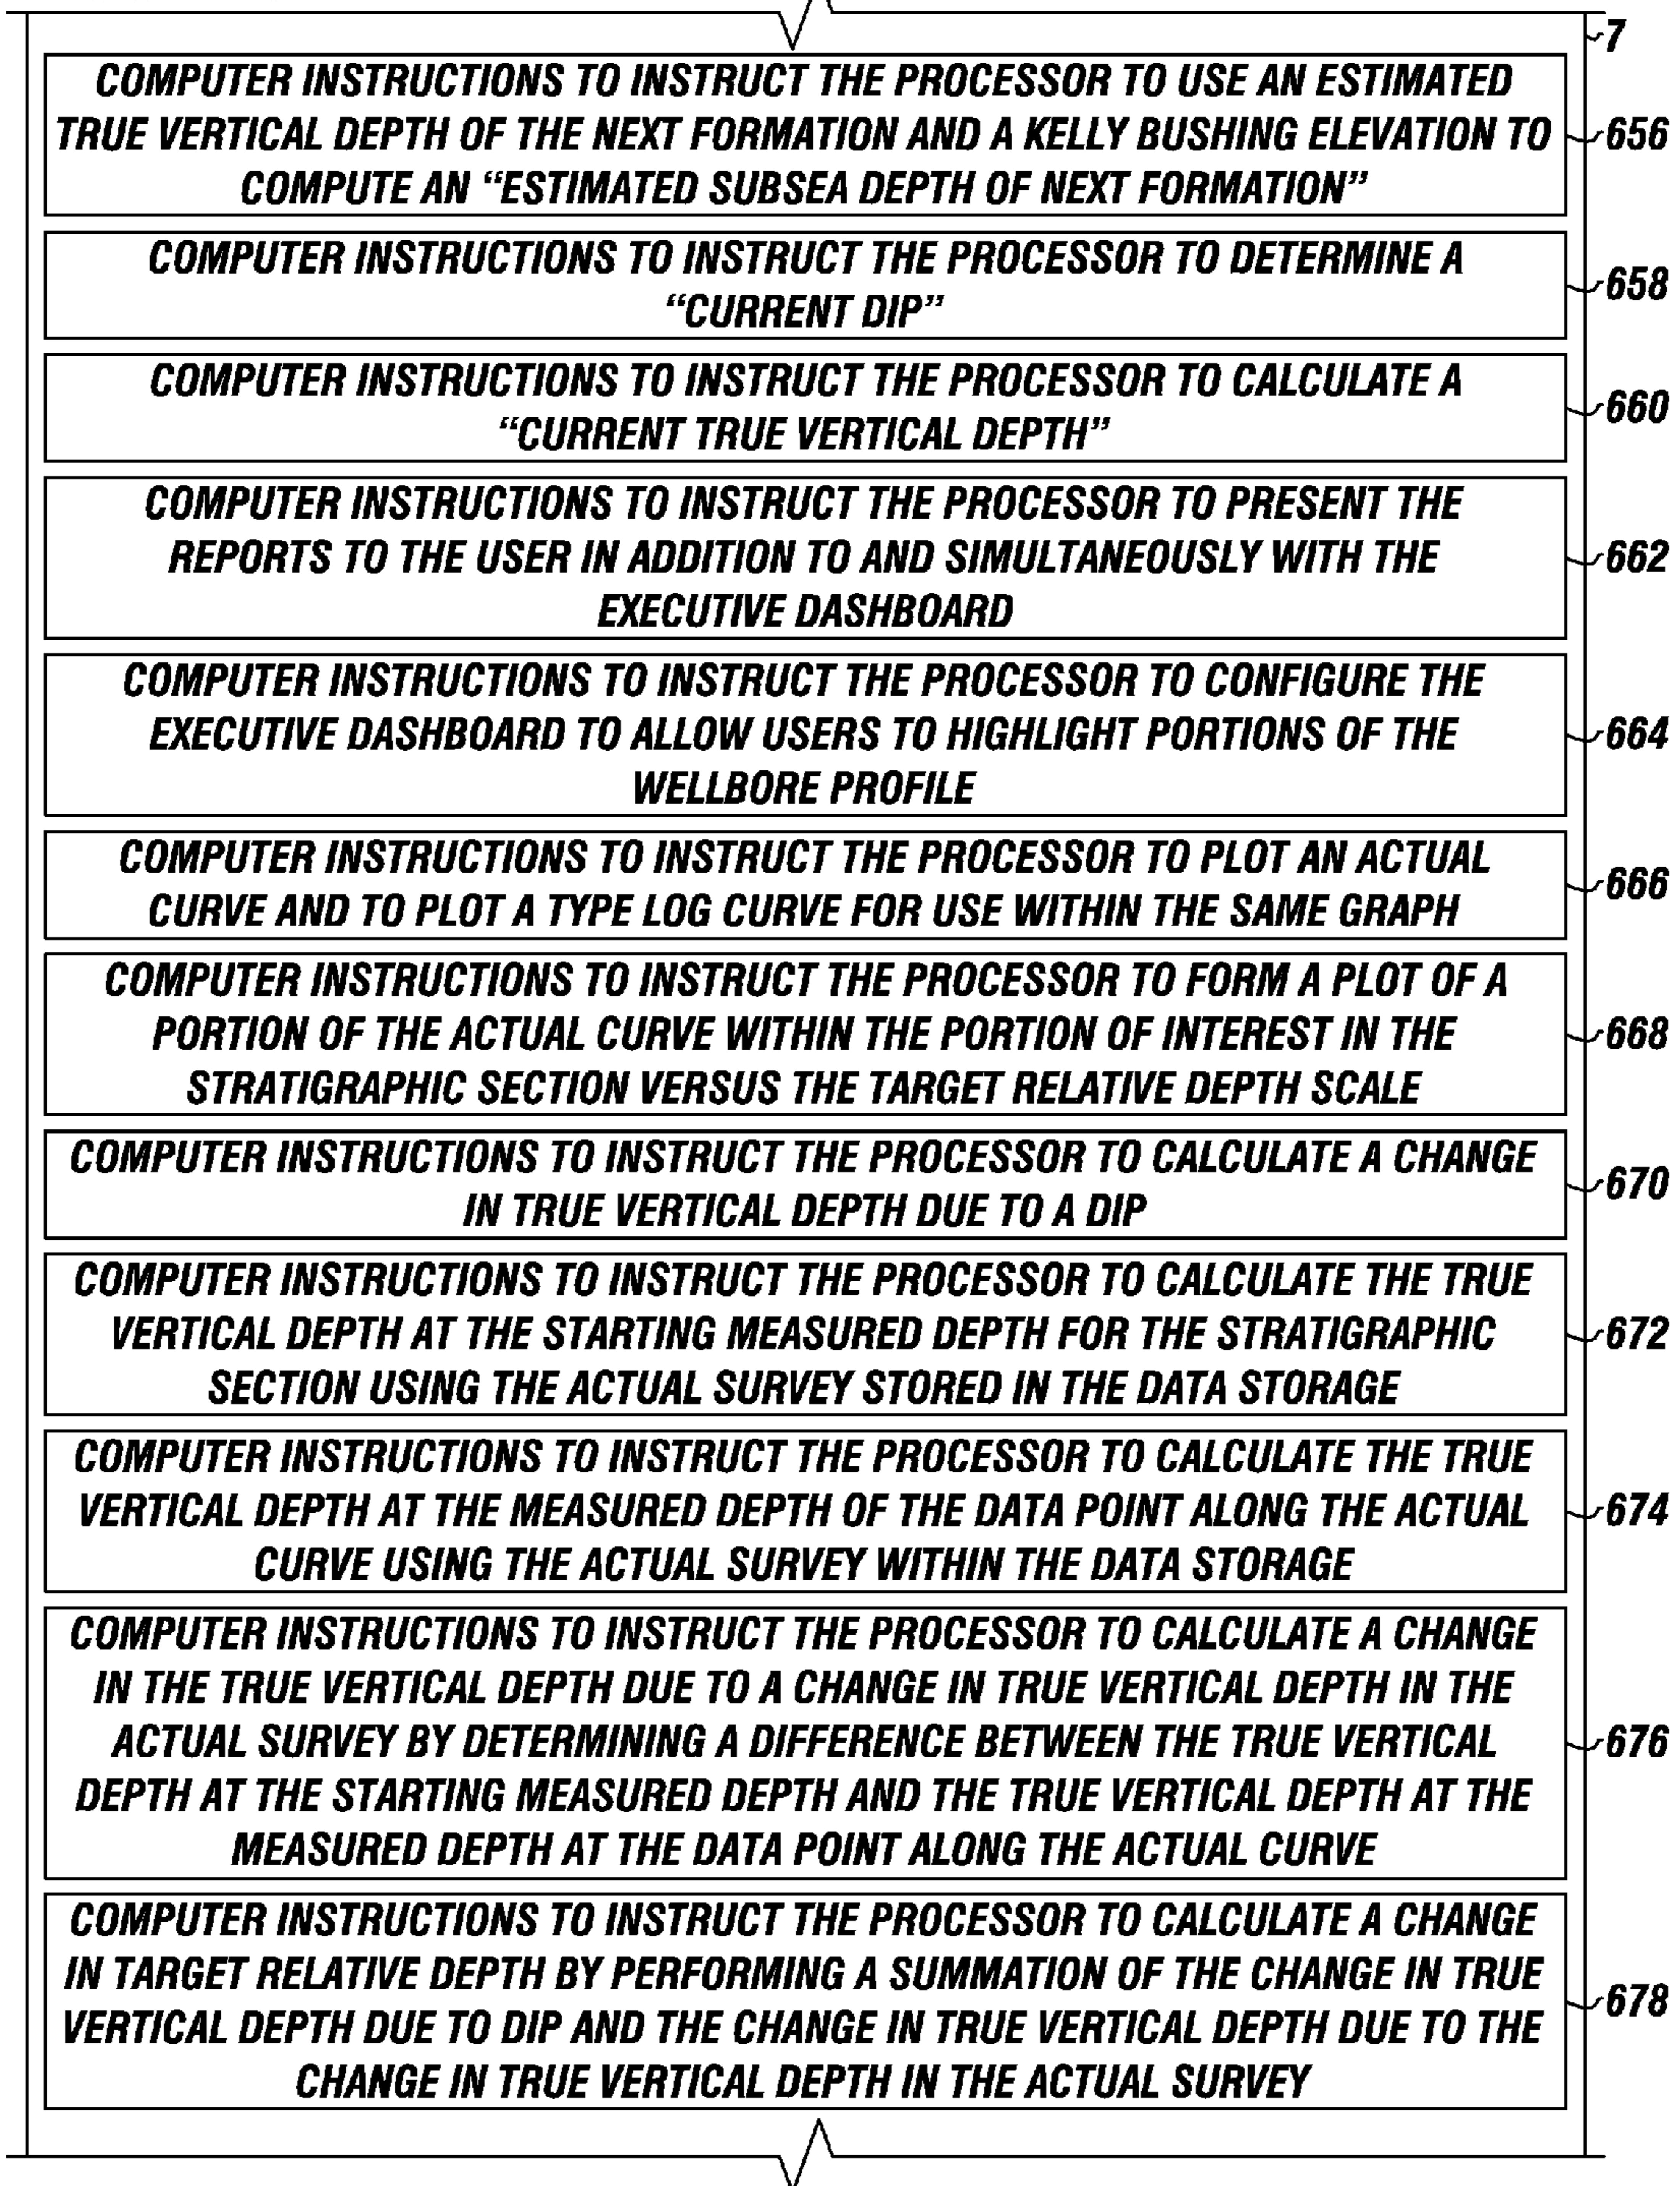 7
COMPUTER INSTRUCTIONS TO INSTRUCT THE PROCESSOR TO USE AN ESTIMATED
TRUE VERTICAL DEPTH OF THE NEXT FORMATION AND A KELLY BUSHING ELEVATION TO
COMPUTE AN “ESTIMATED SUBSEA DEPTH OF NEXT FORMATION”
656
COMPUTER INSTRUCTIONS TO INSTRUCT THE PROCESSOR TO DETERMINE A
“CURRENT DIP”
658
COMPUTER INSTRUCTIONS TO INSTRUCT THE PROCESSOR TO CALCULATE A
“CURRENT TRUE VERTICAL DEPTH”
660
COMPUTER INSTRUCTIONS TO INSTRUCT THE PROCESSOR TO PRESENT THE
REPORTS TO THE USER IN ADDITION TO AND SIMULTANEOUSLY WITH THE
EXECUTIVE DASHBOARD
662
COMPUTER INSTRUCTIONS TO INSTRUCT THE PROCESSOR TO CONFIGURE THE
EXECUTIVE DASHBOARD TO ALLOW USERS TO HIGHLIGHT PORTIONS OF THE
WELLBORE PROFILE
664
COMPUTER INSTRUCTIONS TO INSTRUCT THE PROCESSOR TO PLOT AN ACTUAL
CURVE AND TO PLOT A TYPE LOG CURVE FOR USE WITHIN THE SAME GRAPH
666
COMPUTER INSTRUCTIONS TO INSTRUCT THE PROCESSOR TO FORM A PLOT OF A
PORTION OF THE ACTUAL CURVE WITHIN THE PORTION OF INTEREST IN THE
STRATIGRAPHIC SECTION VERSUS THE TARGET RELATIVE DEPTH SCALE
668
COMPUTER INSTRUCTIONS TO INSTRUCT THE PROCESSOR TO CALCULATE A CHANGE
IN TRUE VERTICAL DEPTH DUE TO A DIP
670
COMPUTER INSTRUCTIONS TO INSTRUCT THE PROCESSOR TO CALCULATE THE TRUE
VERTICAL DEPTH AT THE STARTING MEASURED DEPTH FOR THE STRATIGRAPHIC
SECTION USING THE ACTUAL SURVEY STORED IN THE DATA STORAGE
672
COMPUTER INSTRUCTIONS TO INSTRUCT THE PROCESSOR TO CALCULATE THE TRUE
VERTICAL DEPTH AT THE MEASURED DEPTH OF THE DATA POINT ALONG THE ACTUAL
CURVE USING THE ACTUAL SURVEY WITHIN THE DATA STORAGE
674
COMPUTER INSTRUCTIONS TO INSTRUCT THE PROCESSOR TO CALCULATE A CHANGE
IN THE TRUE VERTICAL DEPTH DUE TO A CHANGE IN TRUE VERTICAL DEPTH IN THE
ACTUAL SURVEY BY DETERMINING A DIFFERENCE BETWEEN THE TRUE VERTICAL
DEPTH AT THE STARTING MEASURED DEPTH AND THE TRUE VERTICAL DEPTH AT THE
MEASURED DEPTH AT THE DATA POINT ALONG THE ACTUAL CURVE
676
COMPUTER INSTRUCTIONS TO INSTRUCT THE PROCESSOR TO CALCULATE A CHANGE
IN TARGET RELATIVE DEPTH BY PERFORMING A SUMMATION OF THE CHANGE IN TRUE
VERTICAL DEPTH DUE TO DIP AND THE CHANGE IN TRUE VERTICAL DEPTH DUE TO THE
CHANGE IN TRUE VERTICAL DEPTH IN THE ACTUAL SURVEY
678